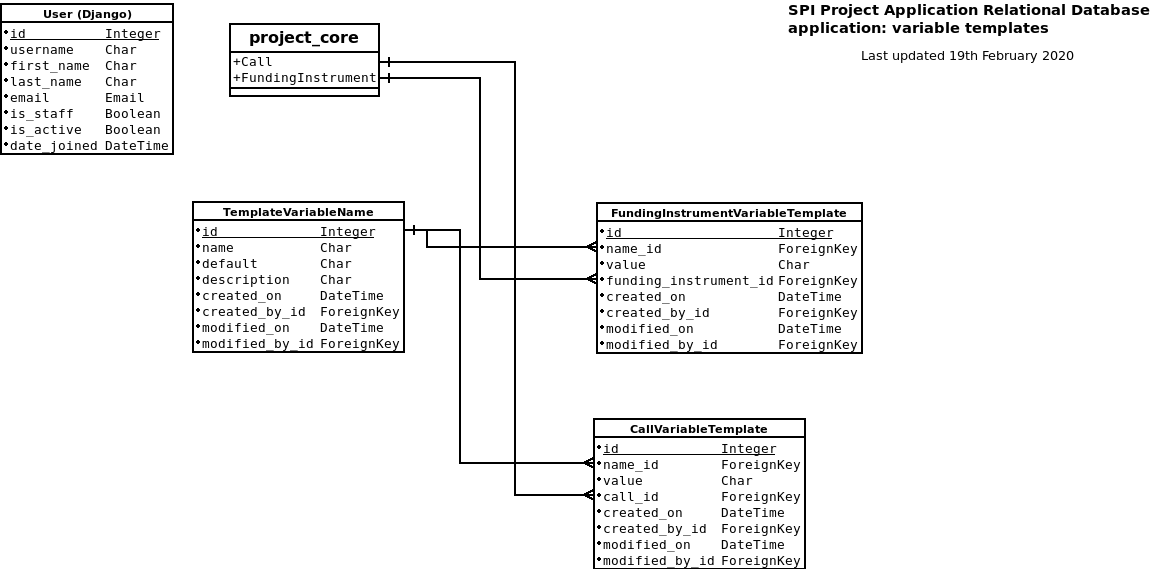 SPI Project Application Relational Database
application: variable templates
Last updated 19th February 2020
User (Django)
id Integer
username Char
first_name Char
last_name Char
email Email
is_staff Boolean
is_active Boolean
date_joined DateTime
project_core
+Call
+FundingInstrument
TemplateVariableName
id Integer
name Char
default Char
description Char
created_on DateTime
created_by_id ForeignKey
modified_on DateTime
modified_by_id ForeignKey
FundingInstrumentVariableTemplate
id Integer
name_id ForeignKey
value Char
funding_instrument_id ForeignKey
created_on DateTime
created_by_id ForeignKey
modified_on DateTime
modified_by_id ForeignKey
CallVariableTemplate
id Integer
name_id ForeignKey
value Char
call_id ForeignKey
created_on DateTime
created_by_id ForeignKey
modified_on DateTime
modified_by_id ForeignKey